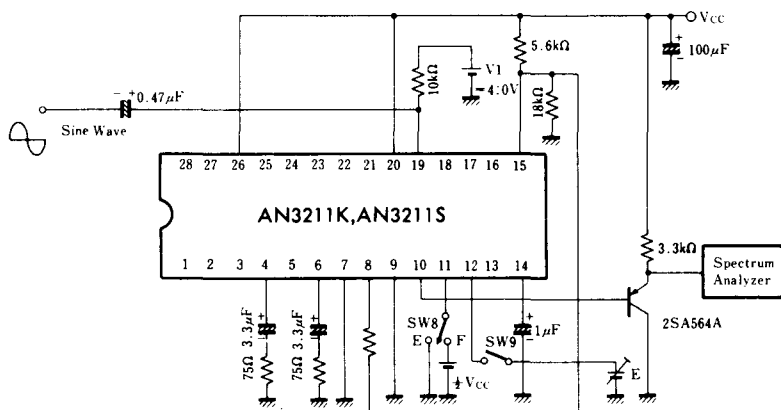 Vcc
5.6kΩ
100μF
+
−
10kΩ
V1
=4.0V
18kΩ
− + 0.47μF
Sine Wave
28 27 26 25 24 23 22 21 20 19 18 17 16 15
AN3211K,AN3211S
1 2 3 4 5 6 7 8 9 10 11 12 13 14
3.3kΩ
Spectrum
Analyzer
2SA564A
+
−
3.3μF
75Ω
+
−
3.3μF
75Ω
SW8
E F
½Vcc
SW9
+
−
1μF
E